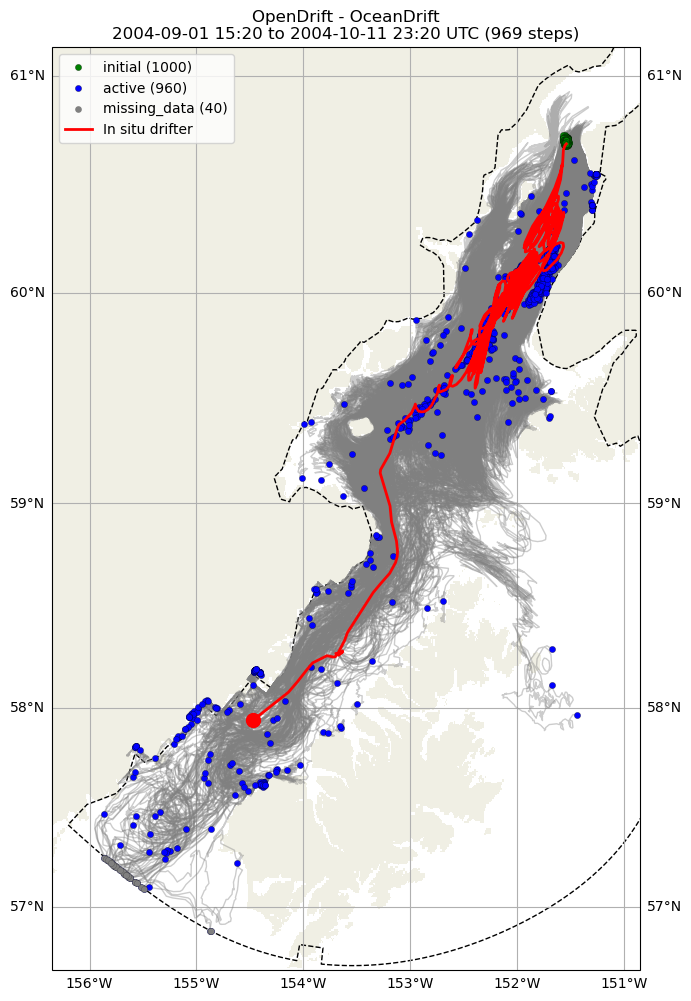 OpenDrift - OceanDrift
2004-09-01 15:20 to 2004-10-11 23:20 UTC (969 steps)
initial (1000)
active (960)
missing_data (40)
In situ drifter
61°N
61°N
60°N
60°N
59°N
59°N
58°N
58°N
57°N
57°N
156°W
155°W
154°W
153°W
152°W
151°W